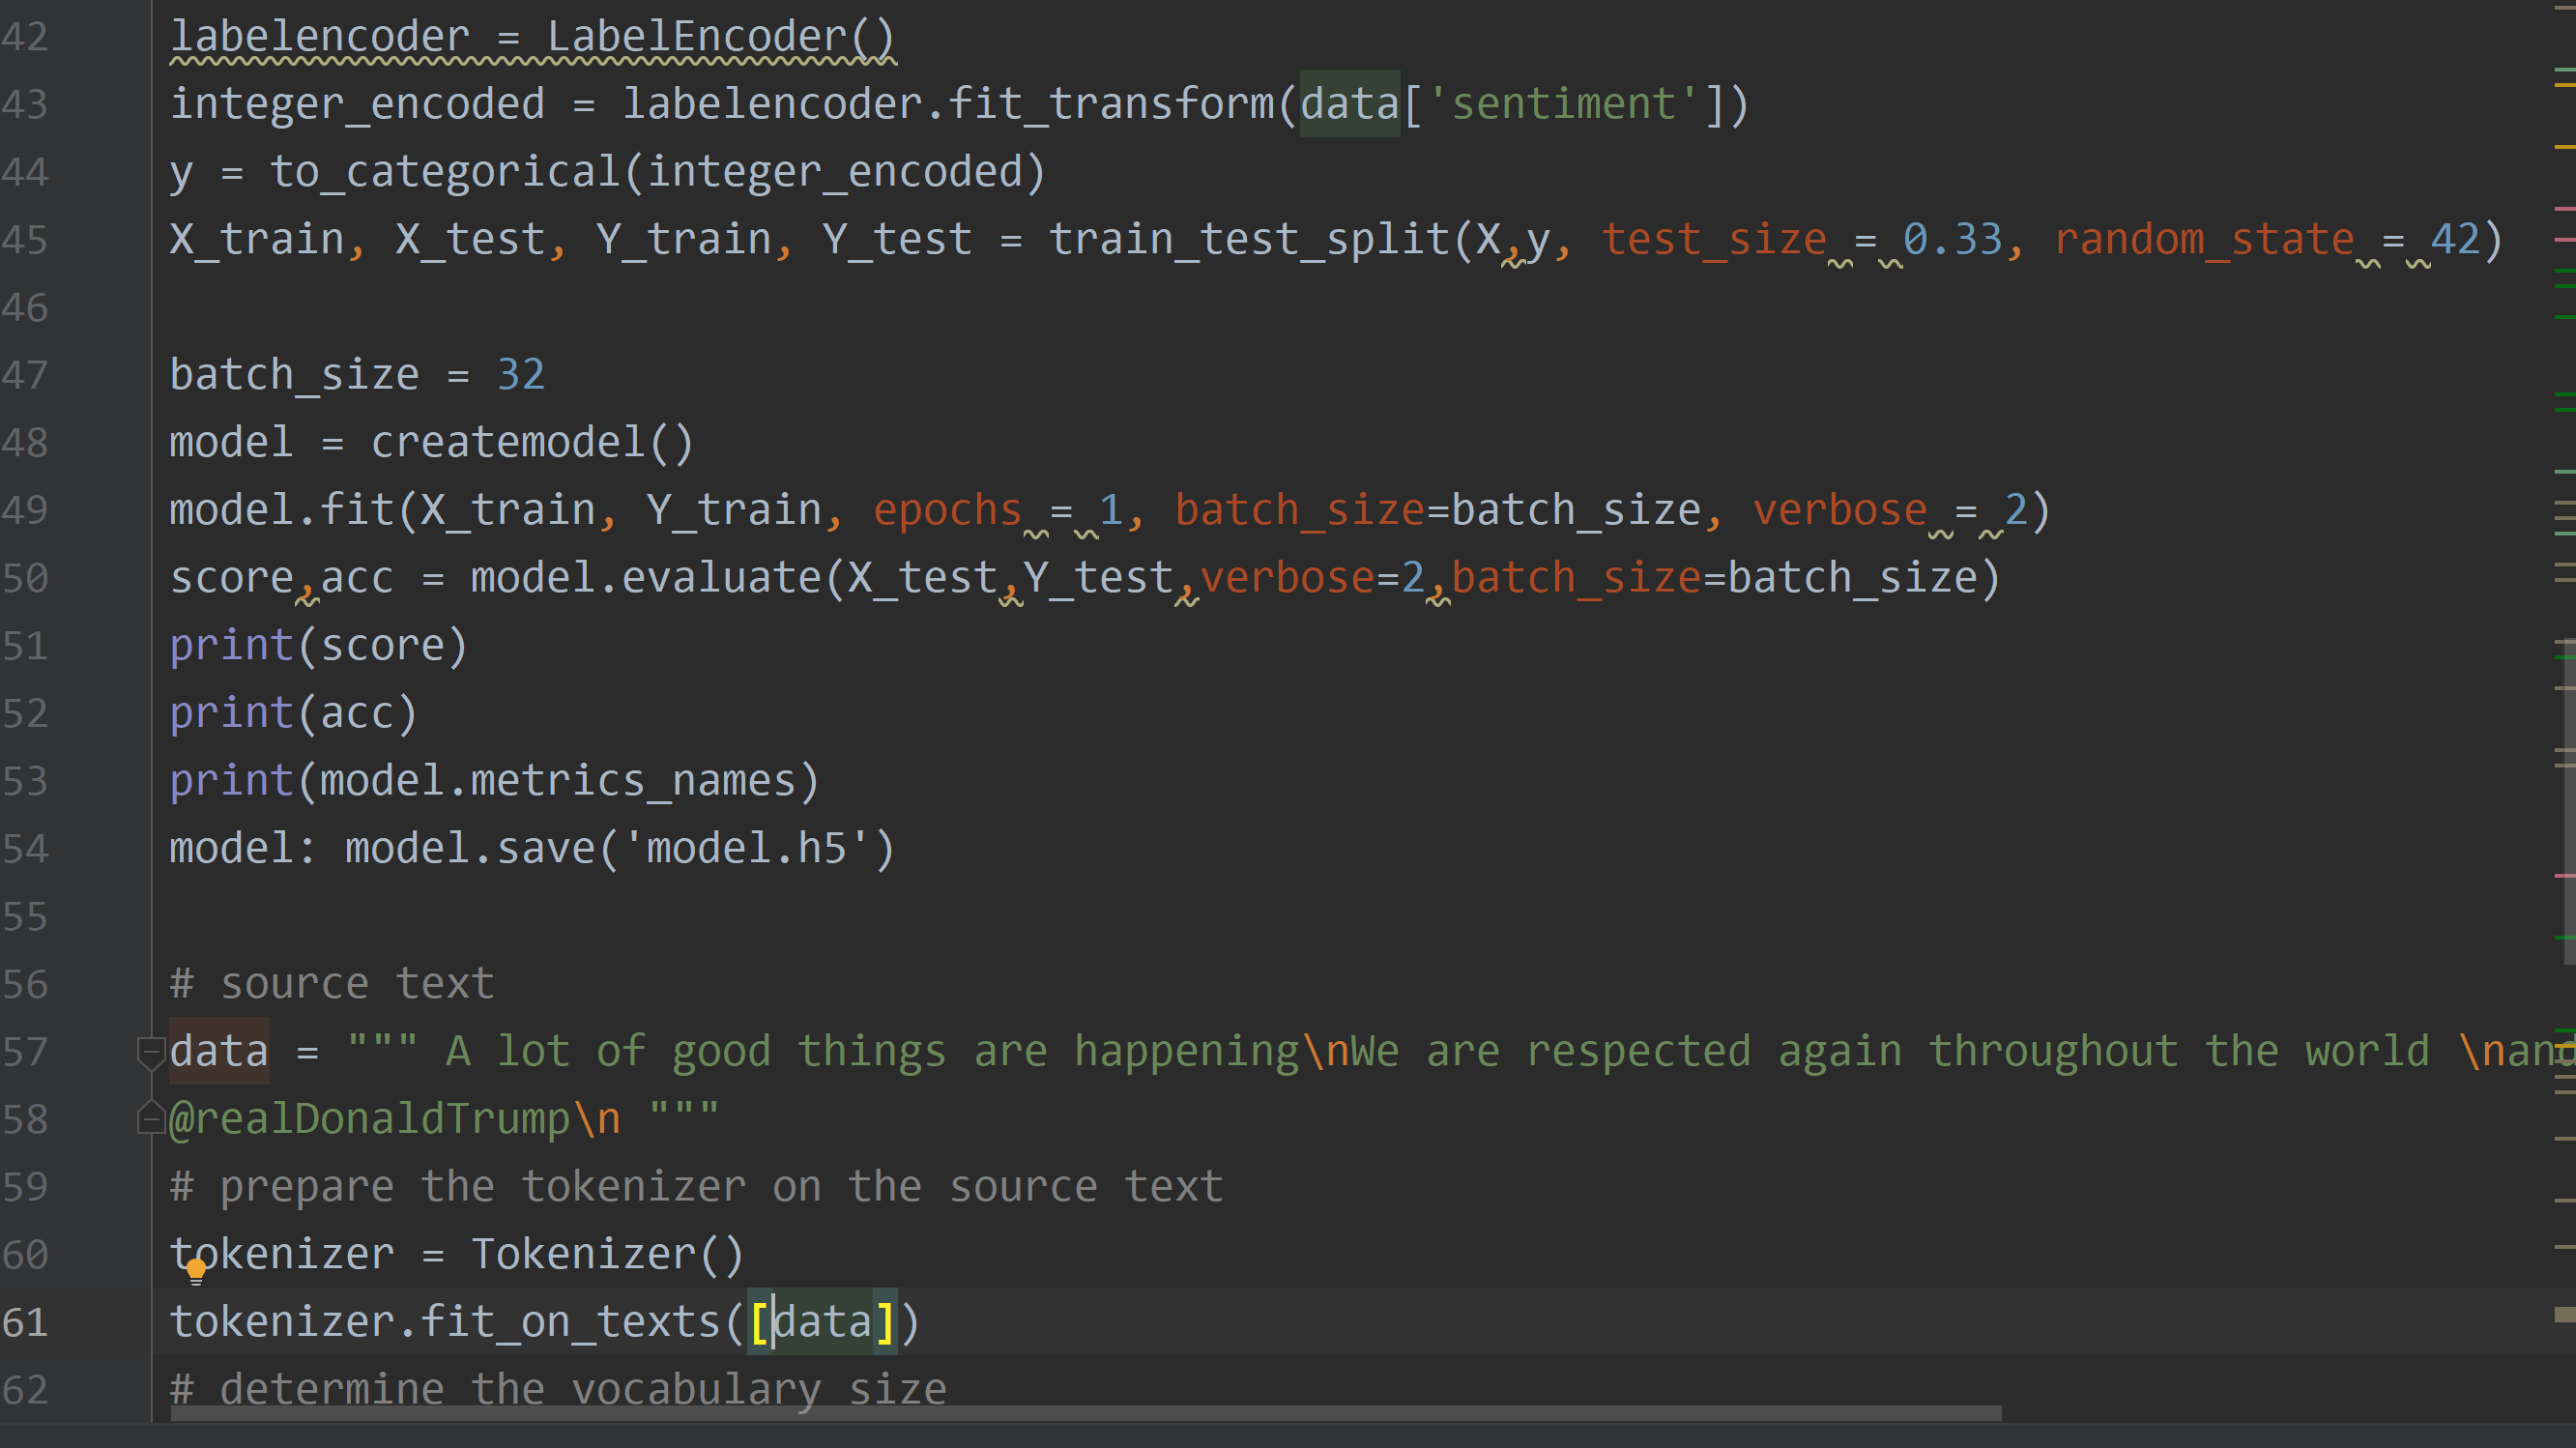 42 labelencoder = LabelEncoder()
43 integer_encoded = labelencoder.fit_transform(data['sentiment'])
44 y = to_categorical(integer_encoded)
45 X_train, X_test, Y_train, Y_test = train_test_split(X,y, test_size = 0.33, random_state = 42)
46
47 batch_size = 32
48 model = createmodel()
49 model.fit(X_train, Y_train, epochs = 1, batch_size=batch_size, verbose = 2)
50 score,acc = model.evaluate(X_test,Y_test,verbose=2,batch_size=batch_size)
51 print(score)
52 print(acc)
53 print(model.metrics_names)
54 model: model.save('model.h5')
55
56 # source text
57 data = """ A lot of good things are happening\nWe are respected again throughout the world \nand
58 @realDonaldTrump\n """
59 # prepare the tokenizer on the source text
60 tokenizer = Tokenizer()
61 tokenizer.fit_on_texts([data])
62 # determine the vocabulary size